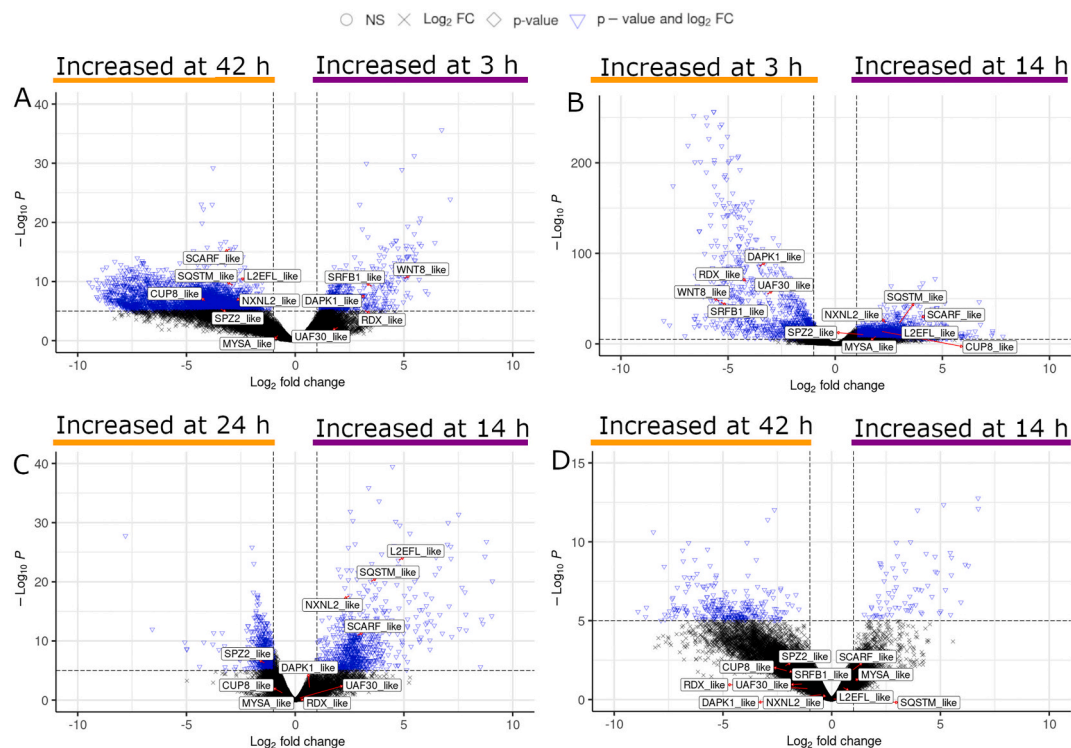 NS Log₂ FC p-value p − value and log₂ FC
Increased at 42 h Increased at 3 h
A
40
30
20
10
0
− Log₁₀ P
SCARF_like
SQSTM_like L2EFL_like
SRFB1_like WNT8_like
CUP8_like NXNL2_like DAPK1_like
SPZ2_like RDX_like
MYSA_like UAF30_like
-10 -5 0 5 10
Log₂ fold change
Increased at 3 h Increased at 14 h
B
200
100
0
− Log₁₀ P
DAPK1_like
RDX_like
UAF30_like
WNT8_like SQSTM_like
SRFB1_like NXNL2_like SCARF_like
SPZ2_like L2EFL_like
MYSA_like CUP8_like
-10 -5 0 5 10
Log₂ fold change
Increased at 24 h Increased at 14 h
C
40
30
20
10
0
− Log₁₀ P
L2EFL_like
SQSTM_like
NXNL2_like
SCARF_like
SPZ2_like
DAPK1_like
CUP8_like UAF30_like
MYSA_like RDX_like
-10 -5 0 5 10
Log₂ fold change
Increased at 42 h Increased at 14 h
D
15
10
5
0
− Log₁₀ P
SPZ2_like SCARF_like
CUP8_like SRFB1_like MYSA_like
RDX_like UAF30_like
L2EFL_like
DAPK1_like NXNL2_like SQSTM_like
-10 -5 0 5 10
Log₂ fold change